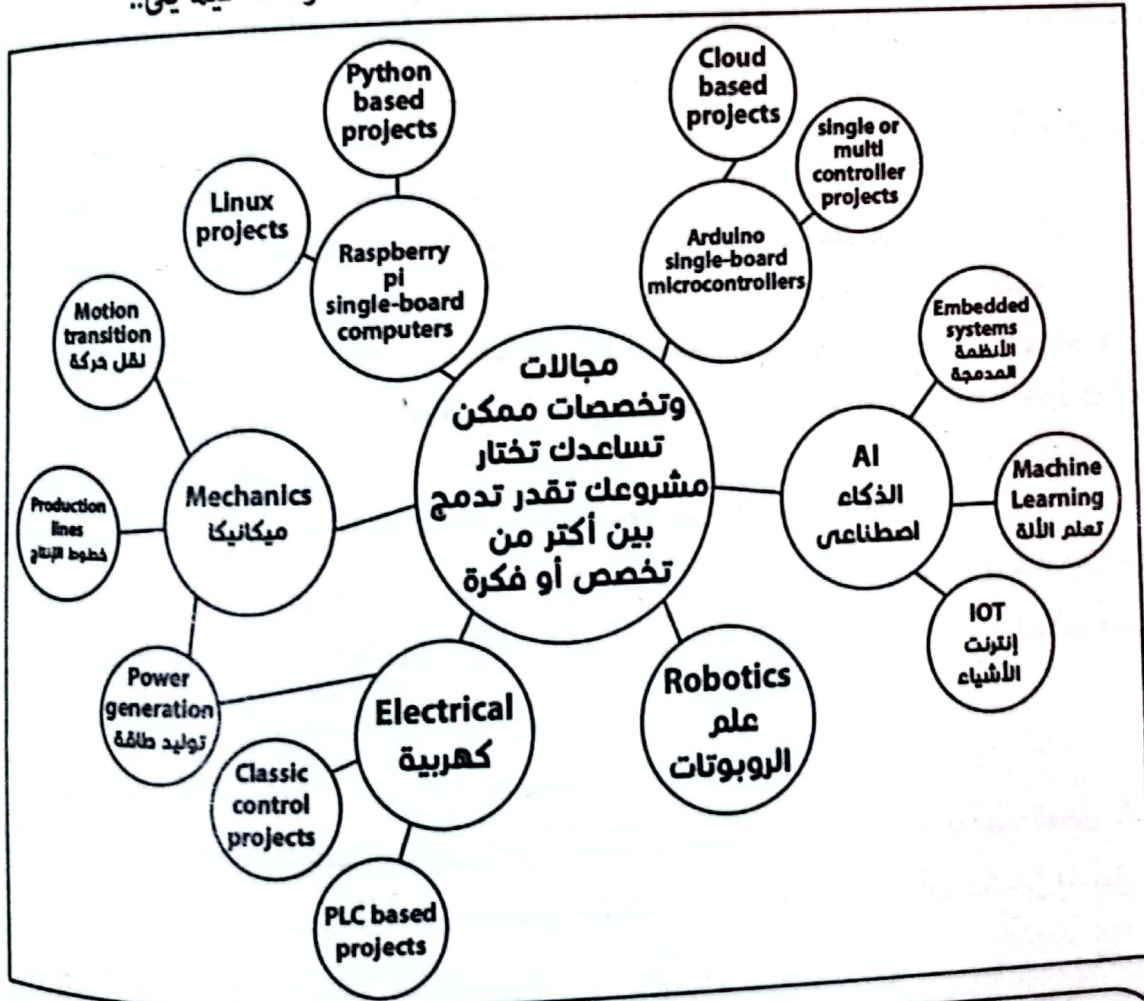 Python
based
projects
Cloud
based
projects
single or
multi
controller
projects
Linux
projects
Raspberry
pi
single-board
computers
Arduino
single-board
microcontrollers
Motion
transition
نقل حركة
Embedded
systems
الأنظمة
المدمجة
مجالات
وتخصصات ممكن
تساعدك تختار
مشروعك تقدر تدمج
بين أكتر من
تخصص أو فكرة
AI
الذكاء
اصطناعى
Machine
Learning
تعلم الألة
Mechanics
ميكانيكا
Production
lines
خطوط الإنتاج
IOT
إنترنت
الأشياء
Power
generation
توليد طاقة
Electrical
كهربية
Robotics
علم
الروبوتات
Classic
control
projects
PLC based
projects